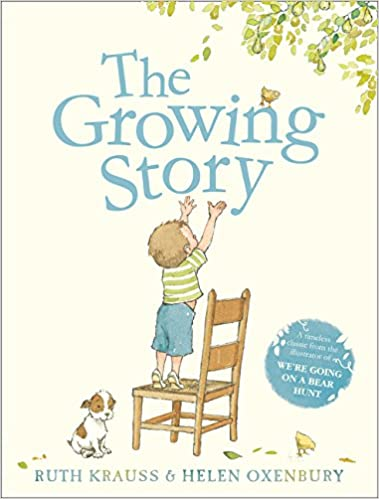 The
Growing
Story
A timeless
classic from the
illustrator of
WE'RE GOING
ON A BEAR
HUNT
RUTH KRAUSS & HELEN OXENBURY